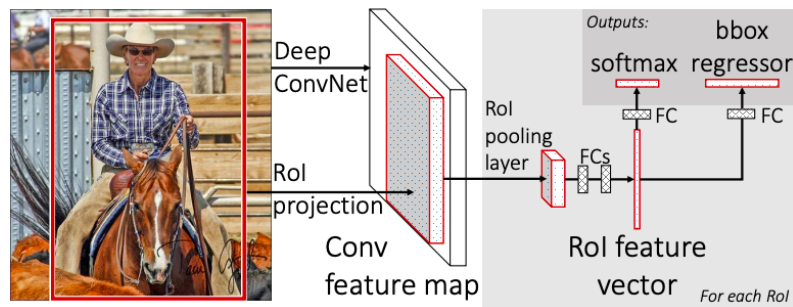 Deep
ConvNet
RoI
projection
Conv
feature map
RoI
pooling
layer
FCs
RoI feature
vector
For each RoI
Outputs:
softmax
bbox
regressor
FC
FC